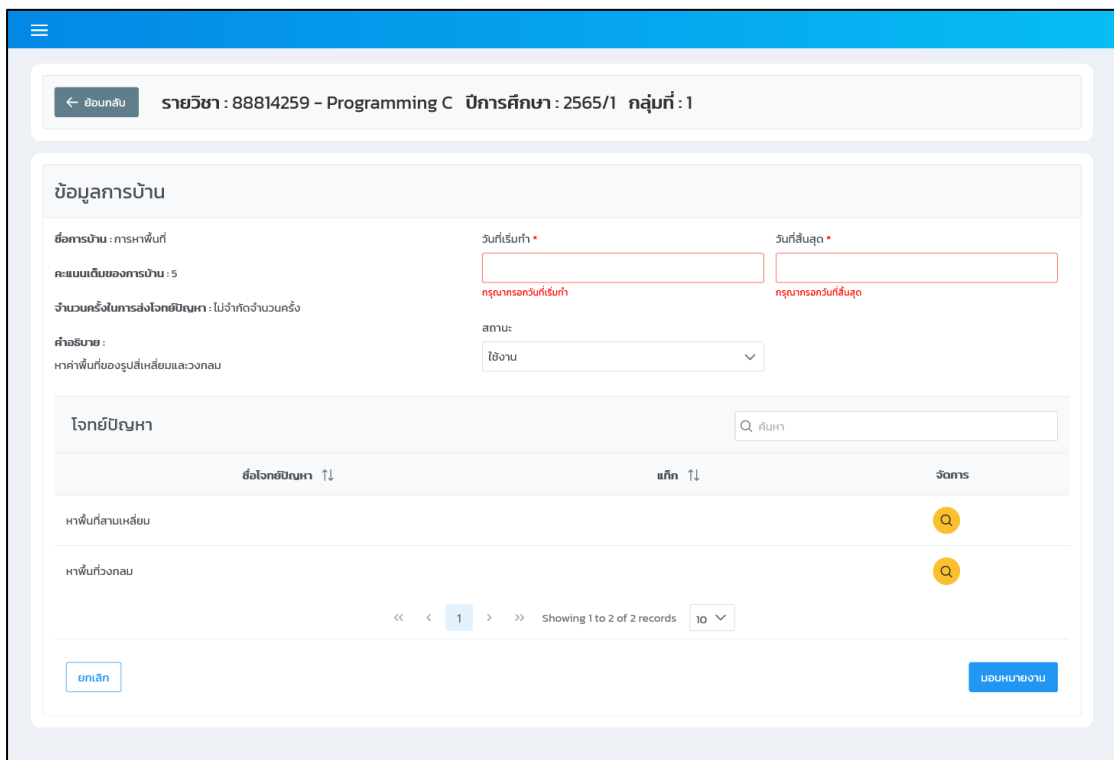 ย้อนกลับ รายวิชา : 88814259 - Programming C ปีการศึกษา : 2565/1 กลุ่มที่ : 1
ข้อมูลการบ้าน
ชื่อการบ้าน : การหาพื้นที่
คะแนนเต็มของการบ้าน : 5
จำนวนครั้งในการส่งโจทย์ปัญหา : ไม่จำกัดจำนวนครั้ง
คำอธิบาย :
หาค่าพื้นที่ของรูปสี่เหลี่ยมและวงกลม
วันที่เริ่มทำ *
กรุณากรอกวันที่เริ่มทำ
วันที่สิ้นสุด *
กรุณากรอกวันที่สิ้นสุด
สถานะ
ใช้งาน
โจทย์ปัญหา ค้นหา
ชื่อโจทย์ปัญหา แท็ก จัดการ
หาพื้นที่สามเหลี่ยม
หาพื้นที่วงกลม
1 Showing 1 to 2 of 2 records 10
ยกเลิก มอบหมายงาน